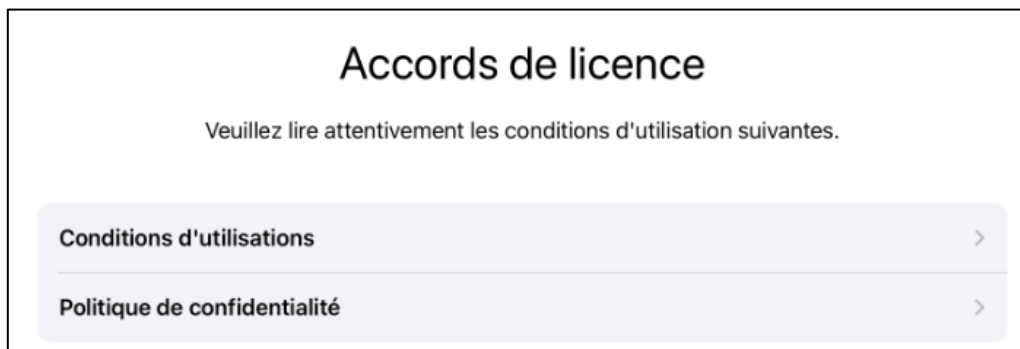 Accords de licence
Veuillez lire attentivement les conditions d'utilisation suivantes.
Conditions d'utilisations
Politique de confidentialité